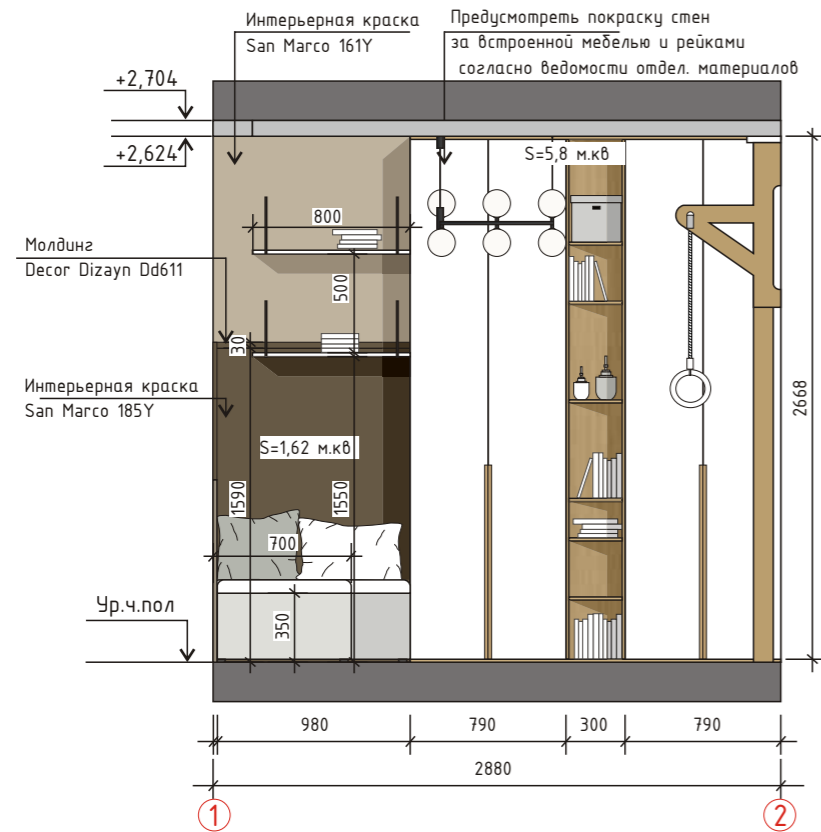 Интерьерная краска
San Marco 161Y
Предусмотреть покраску стен
за встроенной мебелью и рейками
согласно ведомости отдел. материалов
+2,704
+2,624
S=5,8 м.кв
800
Молдинг
Decor Dizayn Dd611
500
30
Интерьерная краска
San Marco 185Y
2668
S=1,62 м.кв
1590
1550
700
Ур.ч.пол
350
980
790
300
790
2880
1
2